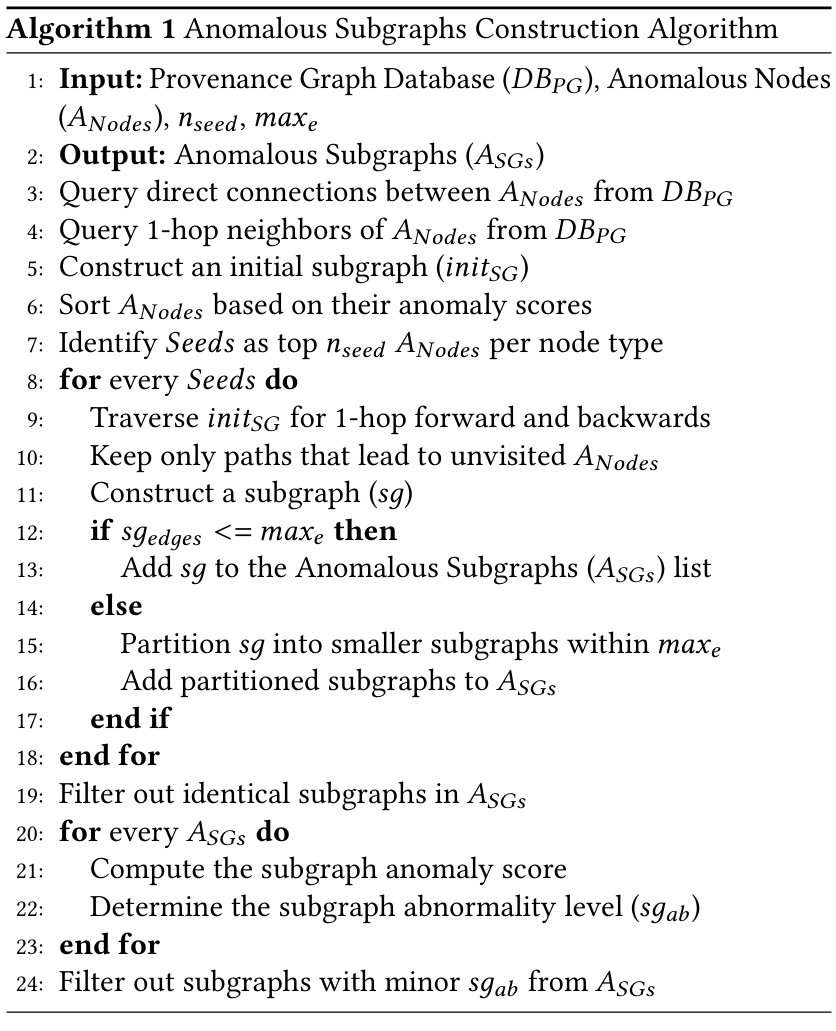 Algorithm 1 Anomalous Subgraphs Construction Algorithm
1: Input: Provenance Graph Database (DB_PG), Anomalous Nodes
(A_Nodes), n_seed, max_e
2: Output: Anomalous Subgraphs (A_SGs)
3: Query direct connections between A_Nodes from DB_PG
4: Query 1-hop neighbors of A_Nodes from DB_PG
5: Construct an initial subgraph (init_SG)
6: Sort A_Nodes based on their anomaly scores
7: Identify Seeds as top n_seed A_Nodes per node type
8: for every Seeds do
9: Traverse init_SG for 1-hop forward and backwards
10: Keep only paths that lead to unvisited A_Nodes
11: Construct a subgraph (sg)
12: if sg_edges <= max_e then
13: Add sg to the Anomalous Subgraphs (A_SGs) list
14: else
15: Partition sg into smaller subgraphs within max_e
16: Add partitioned subgraphs to A_SGs
17: end if
18: end for
19: Filter out identical subgraphs in A_SGs
20: for every A_SGs do
21: Compute the subgraph anomaly score
22: Determine the subgraph abnormality level (sg_ab)
23: end for
24: Filter out subgraphs with minor sg_ab from A_SGs